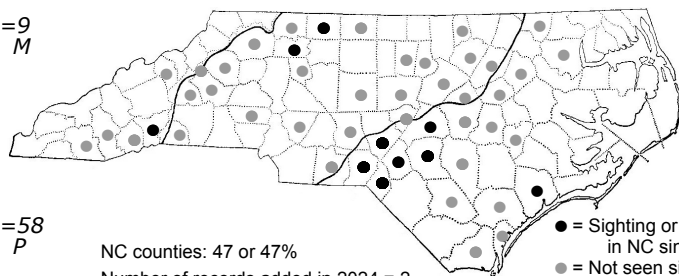 =9
M
=58
P
NC counties: 47 or 47%
● = Sighting or
in NC sin
● = Not seen si